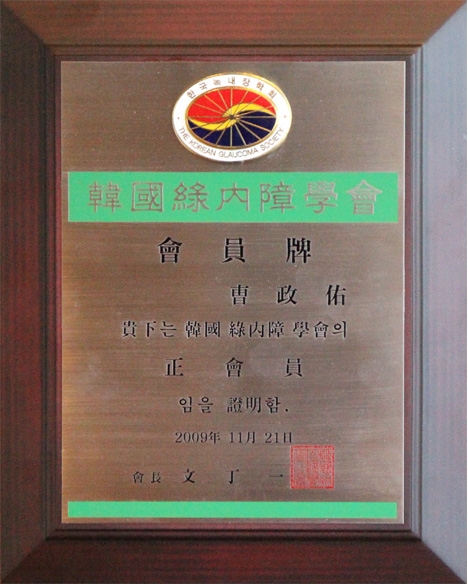 한국녹내장학회
· THE KOREAN GLAUCOMA SOCIETY ·
韓國綠內障學會
會員牌
曺政佑
貴下는 韓國 綠內障 學會의
正會員
임을 證明함.
2009年 11月 21日
會長 文丁一